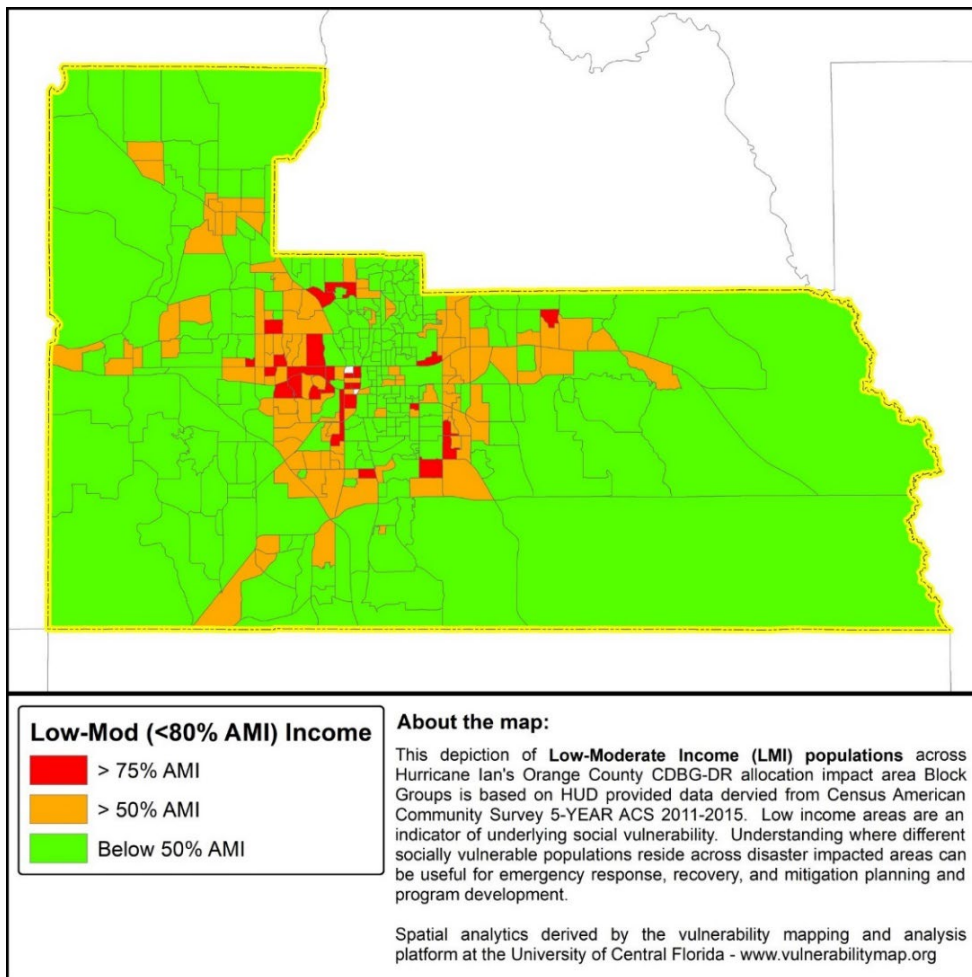 Low-Mod (<80% AMI) Income
> 75% AMI
> 50% AMI
Below 50% AMI
About the map:
This depiction of Low-Moderate Income (LMI) populations across
Hurricane Ian's Orange County CDBG-DR allocation impact area Block
Groups is based on HUD provided data dervied from Census American
Community Survey 5-YEAR ACS 2011-2015. Low income areas are an
indicator of underlying social vulnerability. Understanding where different
socially vulnerable populations reside across disaster impacted areas can
be useful for emergency response, recovery, and mitigation planning and
program development.
Spatial analytics derived by the vulnerability mapping and analysis
platform at the University of Central Florida - www.vulnerabilitymap.org